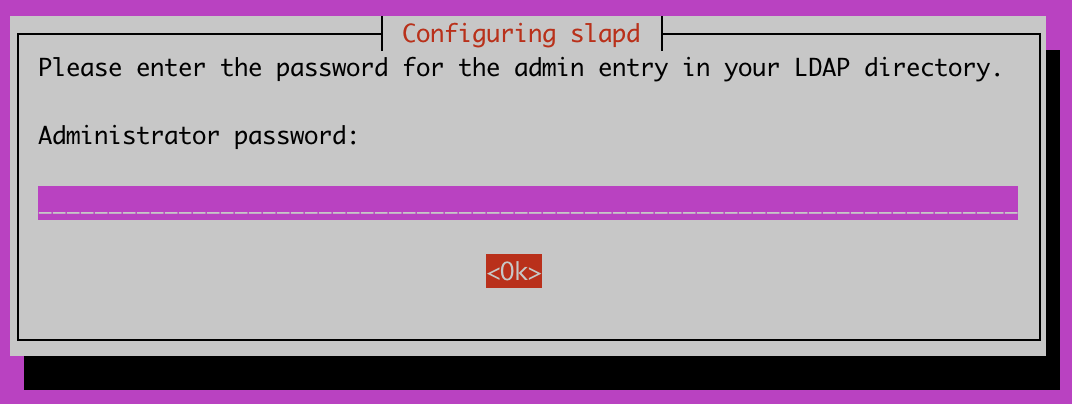 Configuring slapd
Please enter the password for the admin entry in your LDAP directory.
Administrator password:
<Ok>